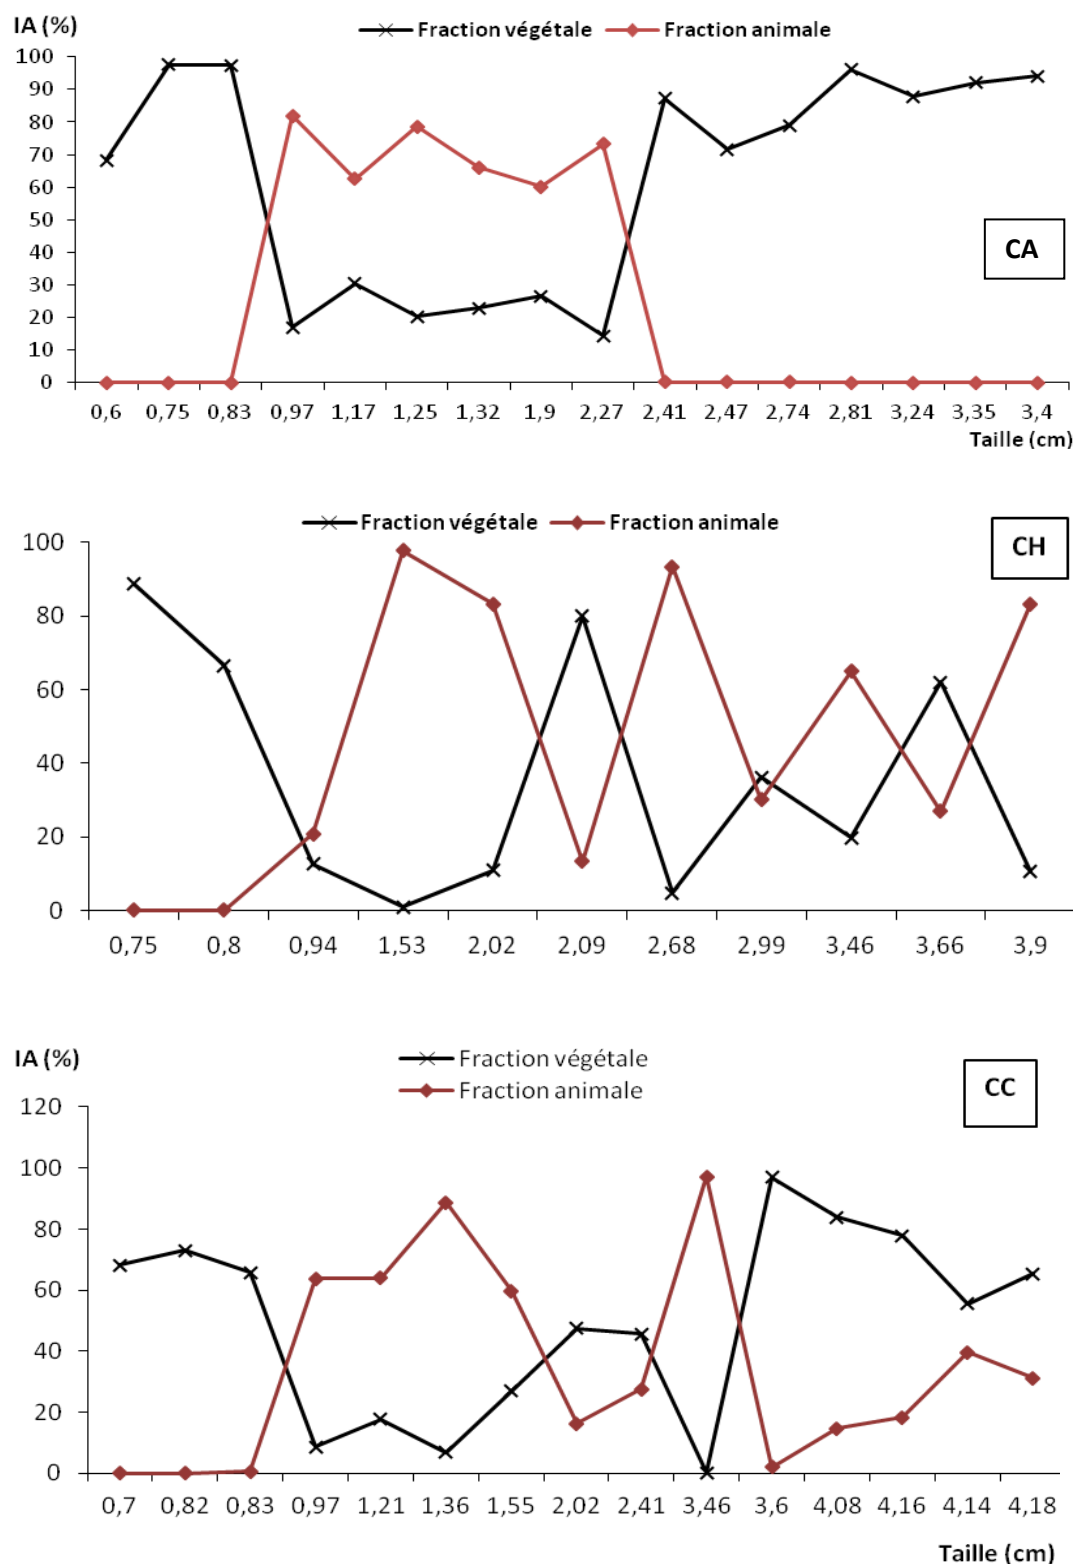 IA (%)
Fraction végétale Fraction animale
100
90
80
70
60
50
40
30
20
10
0
CA
0,6 0,75 0,83 0,97 1,17 1,25 1,32 1,9 2,27 2,41 2,47 2,74 2,81 3,24 3,35 3,4
Taille (cm)
Fraction végétale Fraction animale
CH
100
80
60
40
20
0
0,75 0,8 0,94 1,53 2,02 2,09 2,68 2,99 3,46 3,66 3,9
IA (%)
Fraction végétale
Fraction animale
CC
120
100
80
60
40
20
0
0,7 0,82 0,83 0,97 1,21 1,36 1,55 2,02 2,41 3,46 3,6 4,08 4,16 4,14 4,18
Taille (cm)